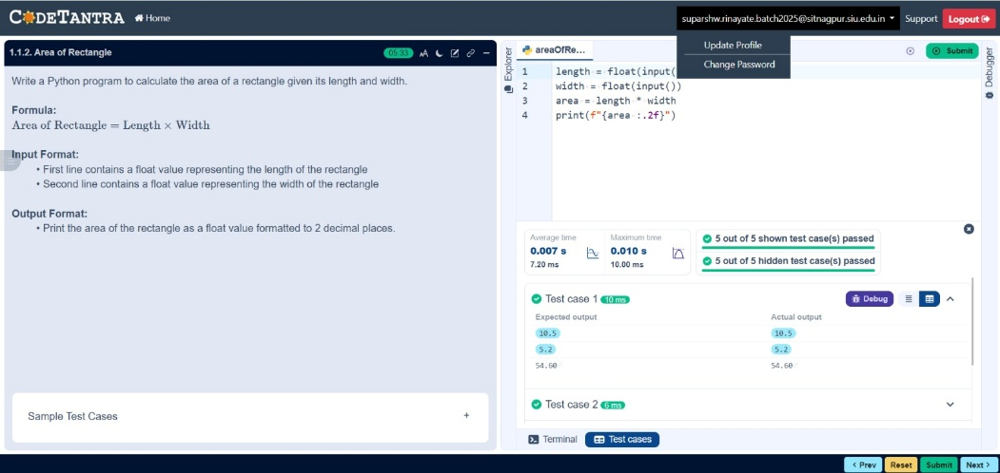 CODETANTRA Home
suparshw.rinayate.batch2025@sitnagpur.siu.edu.in Support Logout
Update Profile
Change Password
1.1.2. Area of Rectangle
05:33 AA
Write a Python program to calculate the area of a rectangle given its length and width.
Formula:
Area of Rectangle = Length × Width
Input Format:
• First line contains a float value representing the length of the rectangle
• Second line contains a float value representing the width of the rectangle
Output Format:
• Print the area of the rectangle as a float value formatted to 2 decimal places.
Sample Test Cases +
Explorer
areaOfRe...
Submit
Debugger
1 length = float(input(
2 width = float(input())
3 area = length * width
4 print(f"{area :.2f}")
Average time
0.007 s
7.20 ms
Maximum time
0.010 s
10.00 ms
5 out of 5 shown test case(s) passed
5 out of 5 hidden test case(s) passed
Test case 1 10 ms
Debug
Expected output Actual output
10.5 10.5
5.2 5.2
54.60 54.60
Test case 2 6 ms
Terminal Test cases
< Prev Reset Submit Next >